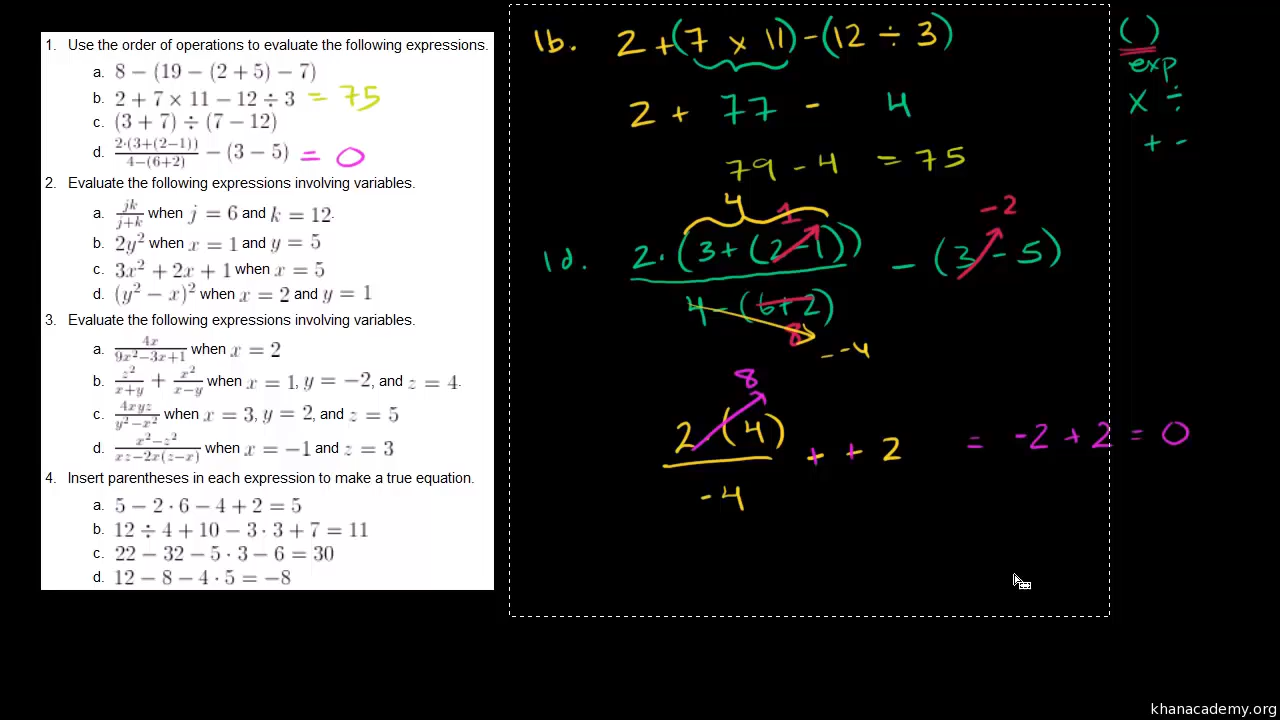 1. Use the order of operations to evaluate the following expressions.
a. 8 − (19 − (2 + 5) − 7)
b. 2 + 7 × 11 − 12 ÷ 3 = 75
c. (3 + 7) ÷ (7 − 12)
d. 2·(3+(2−1)) / 4−(6+2) − (3 − 5) = 0
2. Evaluate the following expressions involving variables.
a. jk / j+k when j = 6 and k = 12.
b. 2y² when x = 1 and y = 5
c. 3x² + 2x + 1 when x = 5
d. (y² − x)² when x = 2 and y = 1
3. Evaluate the following expressions involving variables.
a. 4x / 9x²−3x+1 when x = 2
b. z² / x+y + x² / x−y when x = 1, y = −2, and z = 4.
c. 4xyz / y²−x² when x = 3, y = 2, and z = 5
d. x²−z² / xz−2x(z−x) when x = −1 and z = 3
4. Insert parentheses in each expression to make a true equation.
a. 5 − 2 · 6 − 4 + 2 = 5
b. 12 ÷ 4 + 10 − 3 · 3 + 7 = 11
c. 22 − 32 − 5 · 3 − 6 = 30
d. 12 − 8 − 4 · 5 = −8
1b. 2 + (7 × 11) − (12 ÷ 3)
2 + 77 − 4
79 − 4 = 75
4 1 −2
1d. 2·(3+(2−1)) − (3 − 5)
4 − (6+2)
8
− −4
8
2·(4) + + 2 = −2 + 2 = 0
−4
( )
exp
× ÷
+ −
khanacademy.org